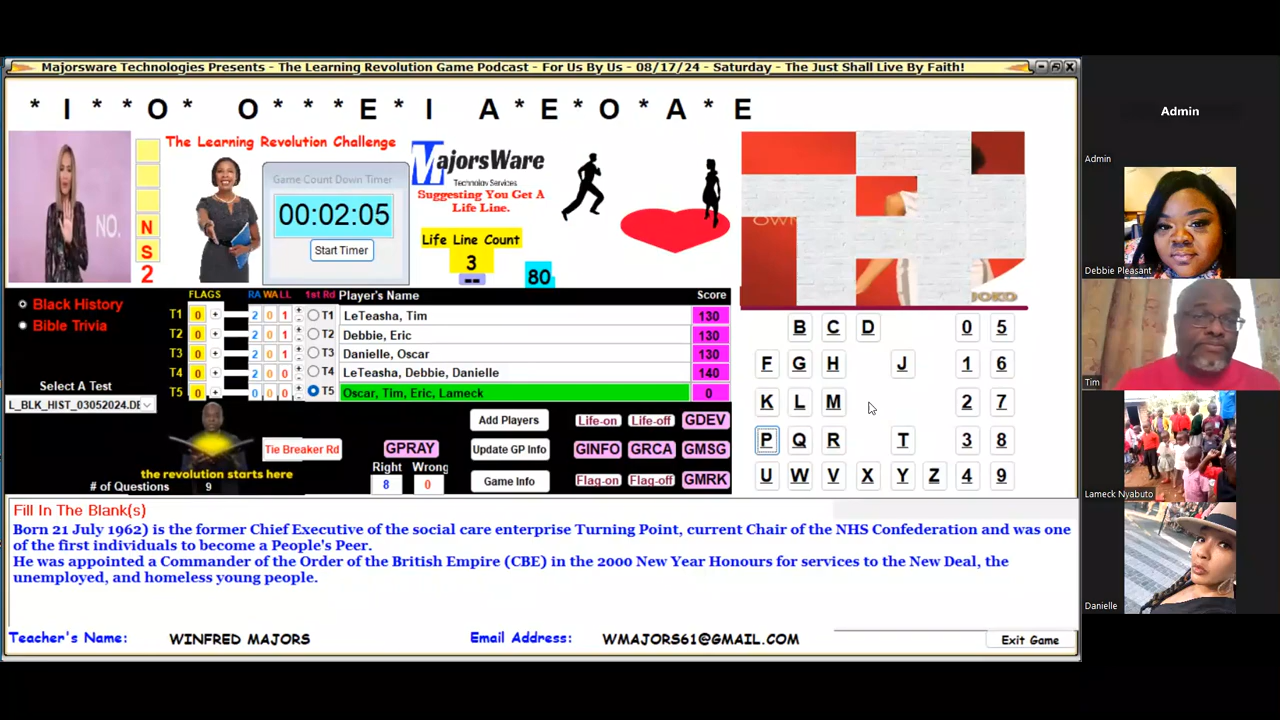 Majorsware Technologies Presents - The Learning Revolution Game Podcast - For Us By Us - 08/17/24 - Saturday - The Just Shall Live By Faith!
* I * * O * O * * * E * I A * E * O * A * E
NO.
N
S
2
The Learning Revolution Challenge
Game Count Down Timer
00:02:05
Start Timer
MajorsWare
Technology Services
Suggesting You Get A
Life Line.
Life Line Count
3
--
80
Black History
Bible Trivia
Select A Test
L_BLK_HIST_03052024.DE
the revolution starts here
# of Questions 9
FLAGS RA WA LL 1st Rd Player's Name Score
T1 0 + 2 0 1 + - T1 LeTeasha, Tim 130
T2 0 + 2 0 1 + - T2 Debbie, Eric 130
T3 0 + 2 0 1 + - T3 Danielle, Oscar 130
T4 0 + 2 0 0 + - T4 LeTeasha, Debbie, Danielle 140
T5 0 + 0 0 0 + - T5 Oscar, Tim, Eric, Lameck 0
Tie Breaker Rd
GPRAY
Right Wrong
8 0
Add Players Life-on Life-off GDEV
Update GP Info GINFO GRCA GMSG
Game Info Flag-on Flag-off GMRK
OWN
B C D 0 5
F G H J 1 6
K L M 2 7
P Q R T 3 8
U W V X Y Z 4 9
Fill In The Blank(s)
Born 21 July 1962) is the former Chief Executive of the social care enterprise Turning Point, current Chair of the NHS Confederation and was one
of the first individuals to become a People's Peer.
He was appointed a Commander of the Order of the British Empire (CBE) in the 2000 New Year Honours for services to the New Deal, the
unemployed, and homeless young people.
Teacher's Name: WINFRED MAJORS Email Address: WMAJORS61@GMAIL.COM
Exit Game
Admin
Admin
Debbie Pleasant
Tim
Lameck Nyabuto
Danielle